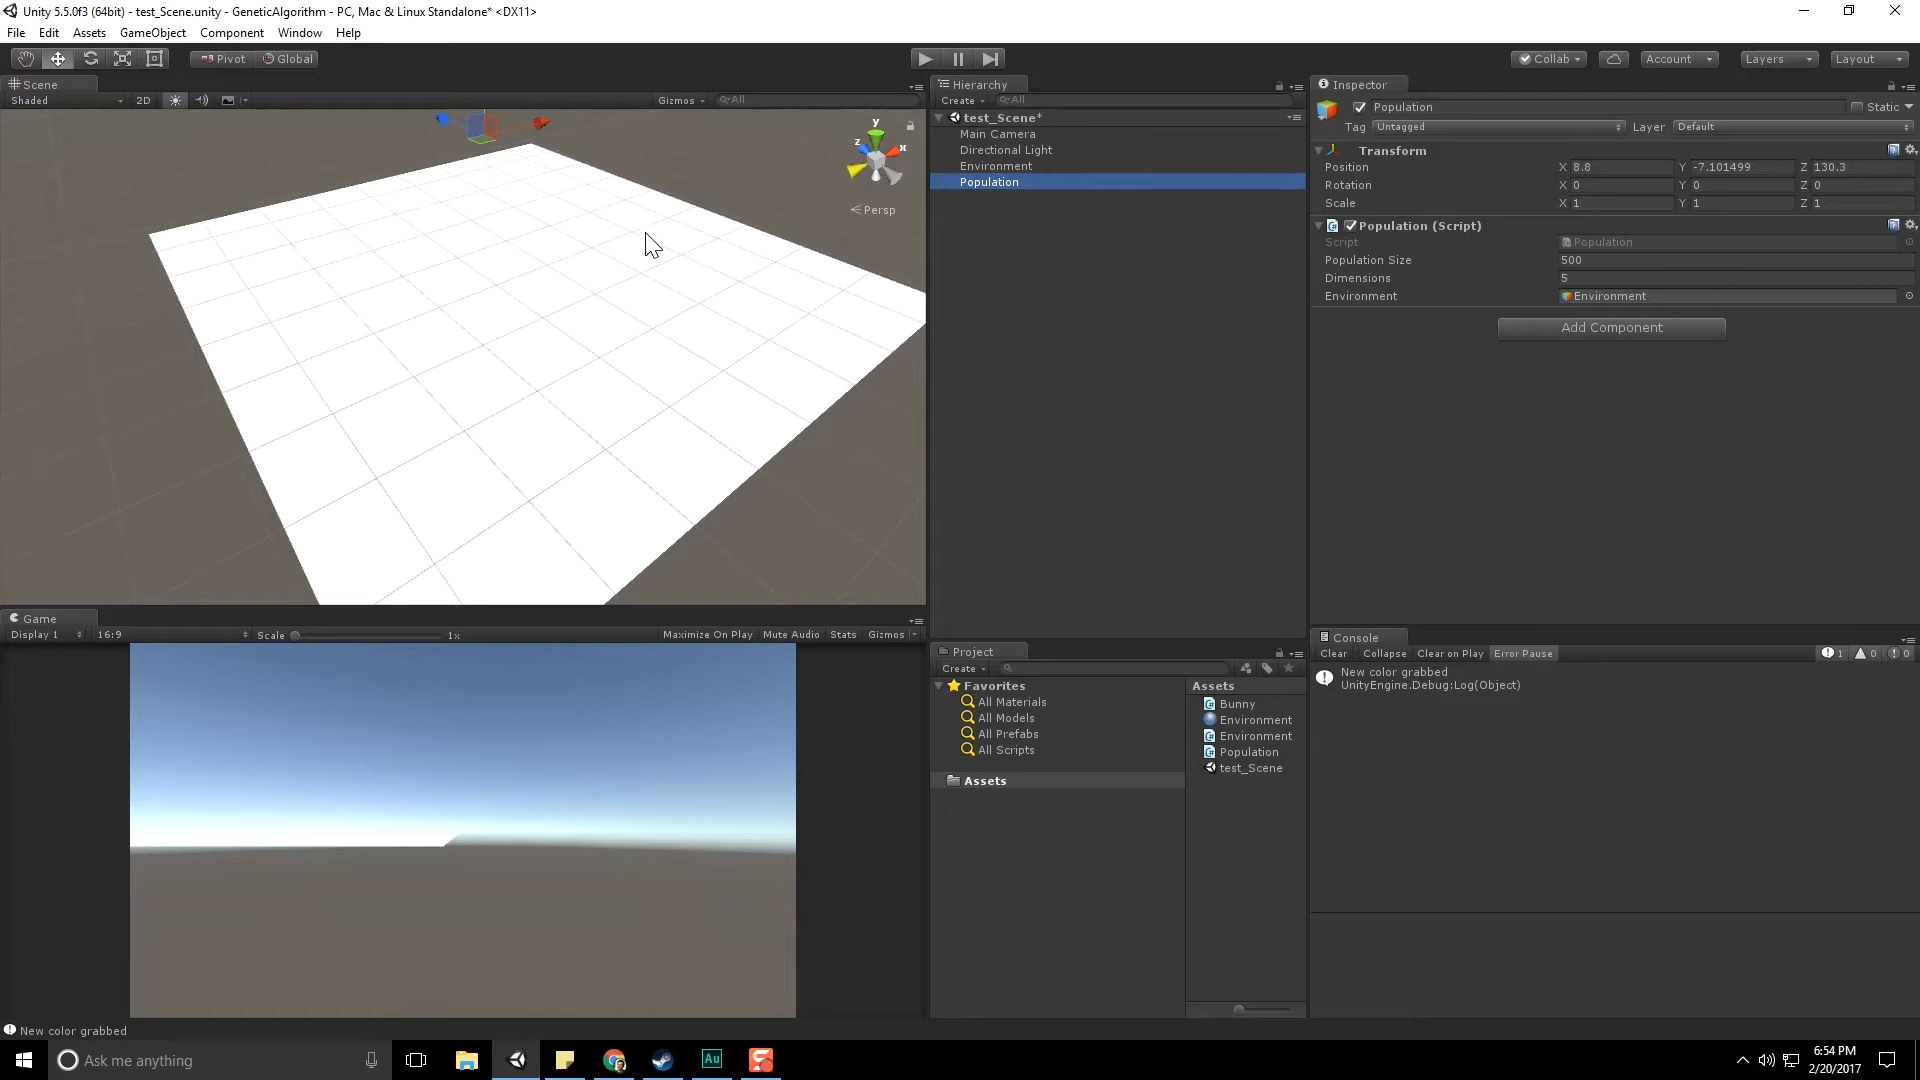 Unity 5.5.0f3 (64bit) - test_Scene.unity - GeneticAlgorithm - PC, Mac & Linux Standalone* <DX11>
File Edit Assets GameObject Component Window Help
Pivot Global
Collab Account Layers Layout
Scene
Shaded 2D Gizmos All
y
z x
Persp
Hierarchy
Create All
test_Scene*
Main Camera
Directional Light
Environment
Population
Inspector
Population Static
Tag Untagged Layer Default
Transform
Position X 8.8 Y -7.101499 Z 130.3
Rotation X 0 Y 0 Z 0
Scale X 1 Y 1 Z 1
Population (Script)
Script Population
Population Size 500
Dimensions 5
Environment Environment
Add Component
Game
Display 1 16:9 Scale 1x Maximize On Play Mute Audio Stats Gizmos
Project
Create
Favorites
All Materials
All Models
All Prefabs
All Scripts
Assets
Assets
Bunny
Environment
Environment
Population
test_Scene
Console
Clear Collapse Clear on Play Error Pause 1 0 0
New color grabbed
UnityEngine.Debug:Log(Object)
New color grabbed
Ask me anything
Au
6:54 PM
2/20/2017